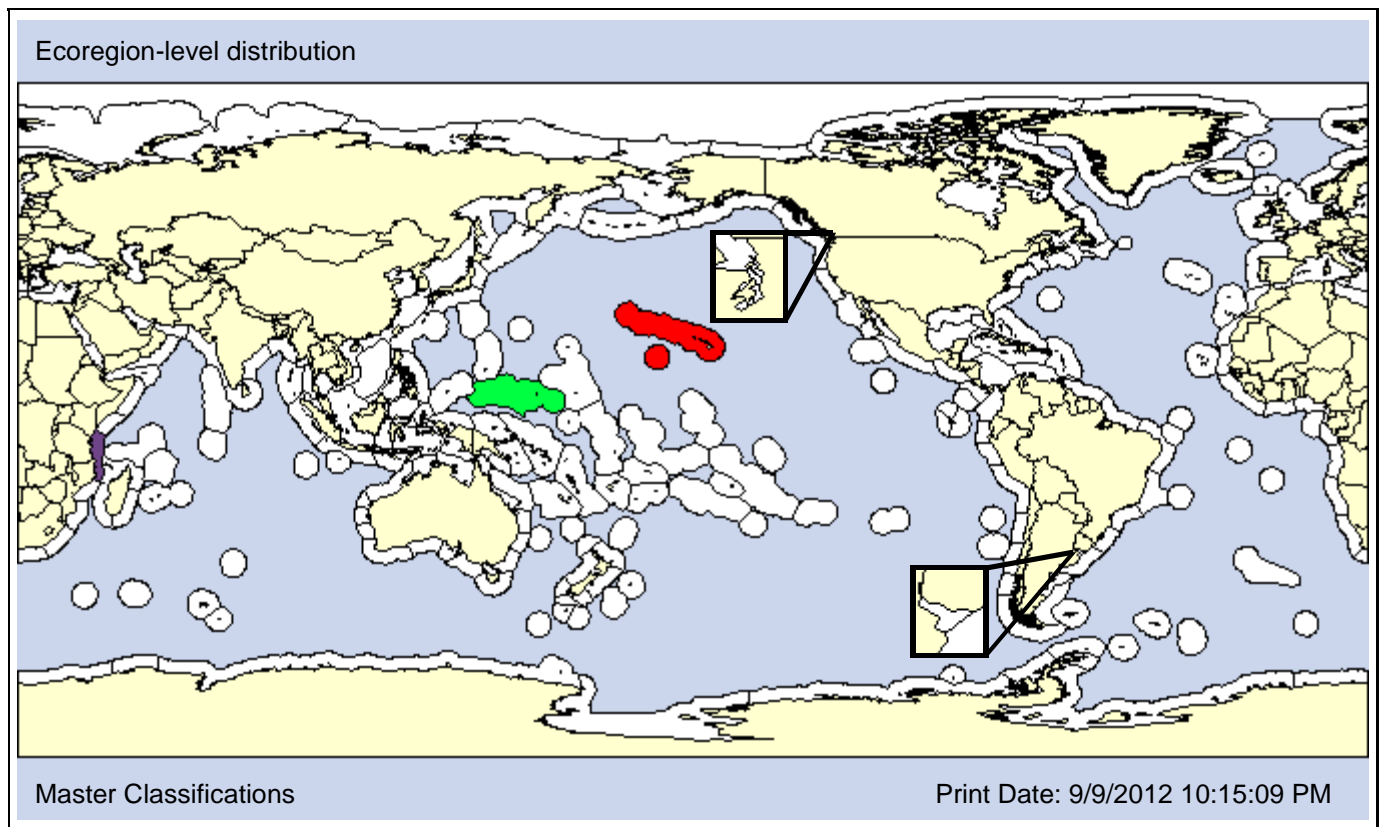 Ecoregion-level distribution
Master Classifications
Print Date: 9/9/2012 10:15:09 PM